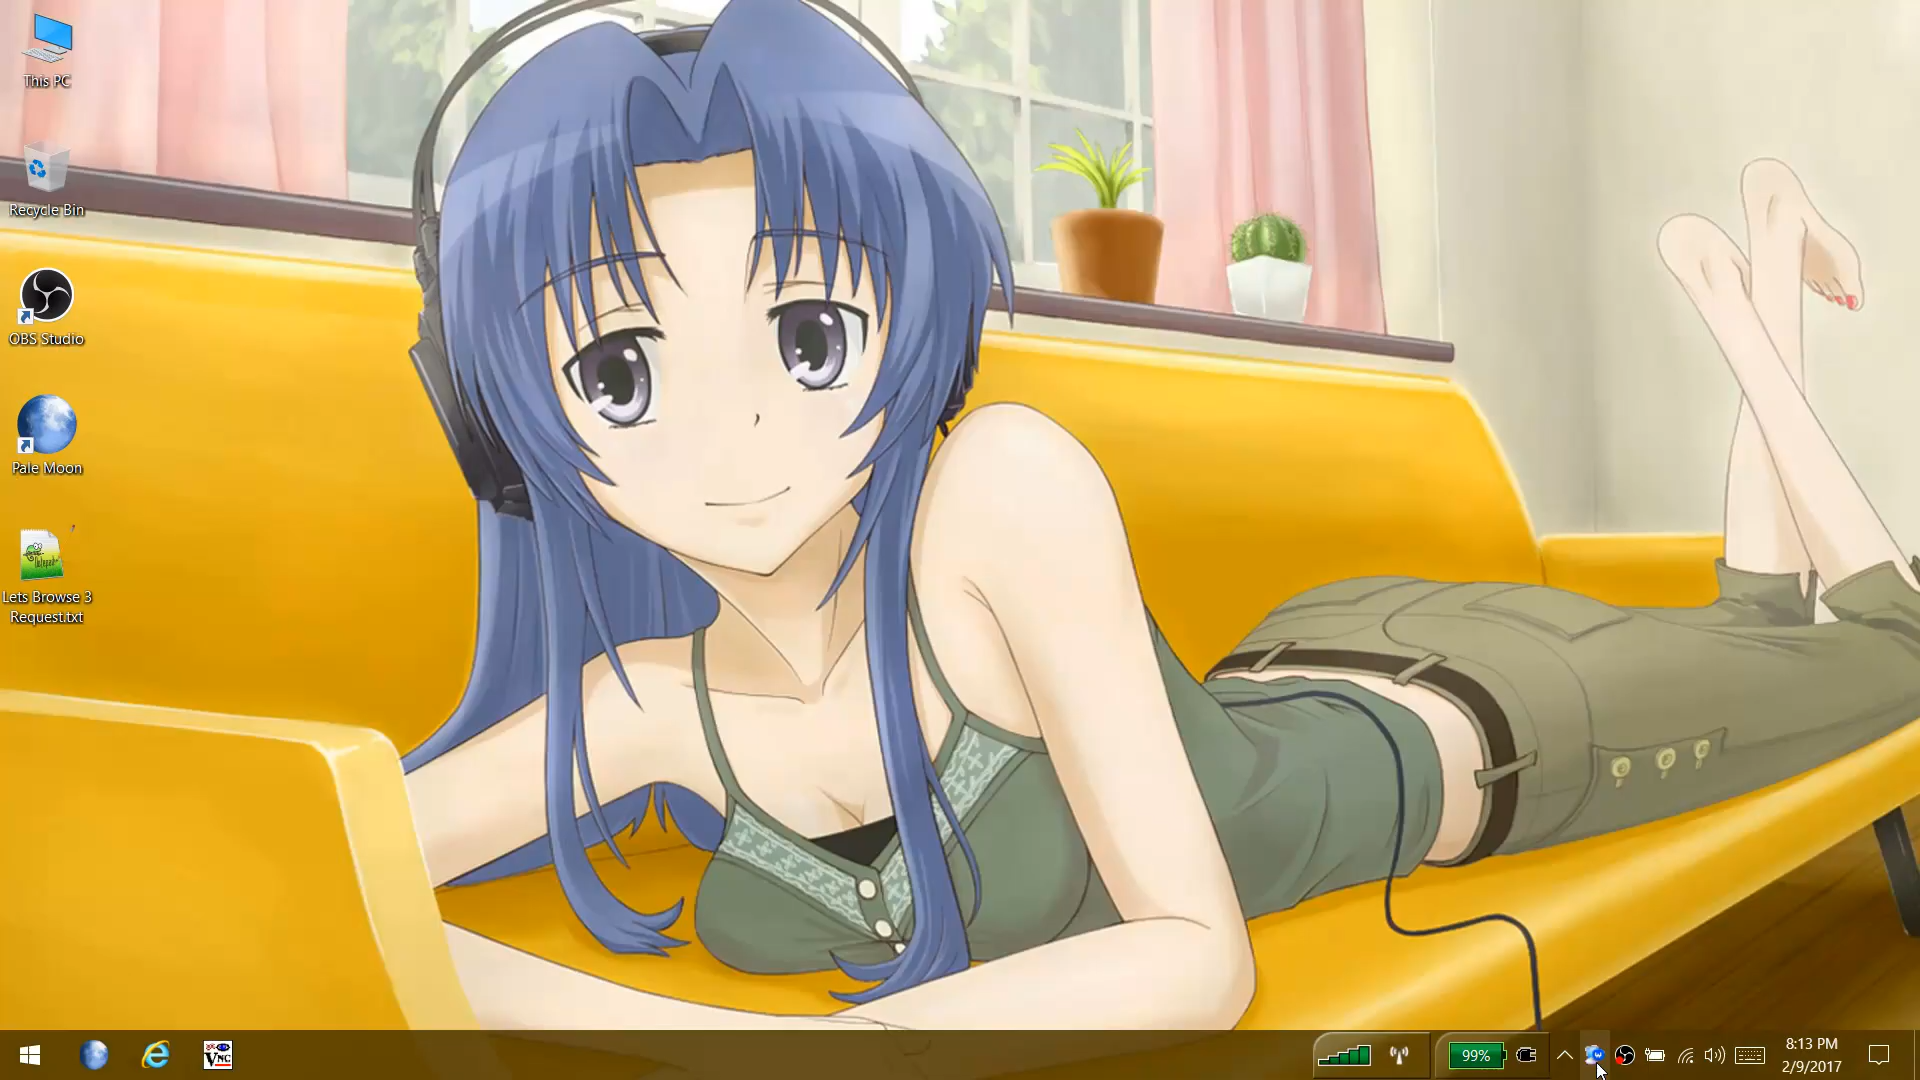 This PC
Recycle Bin
OBS Studio
Pale Moon
Lets Browse 3
Request.txt
VNC
99%
8:13 PM
2/9/2017